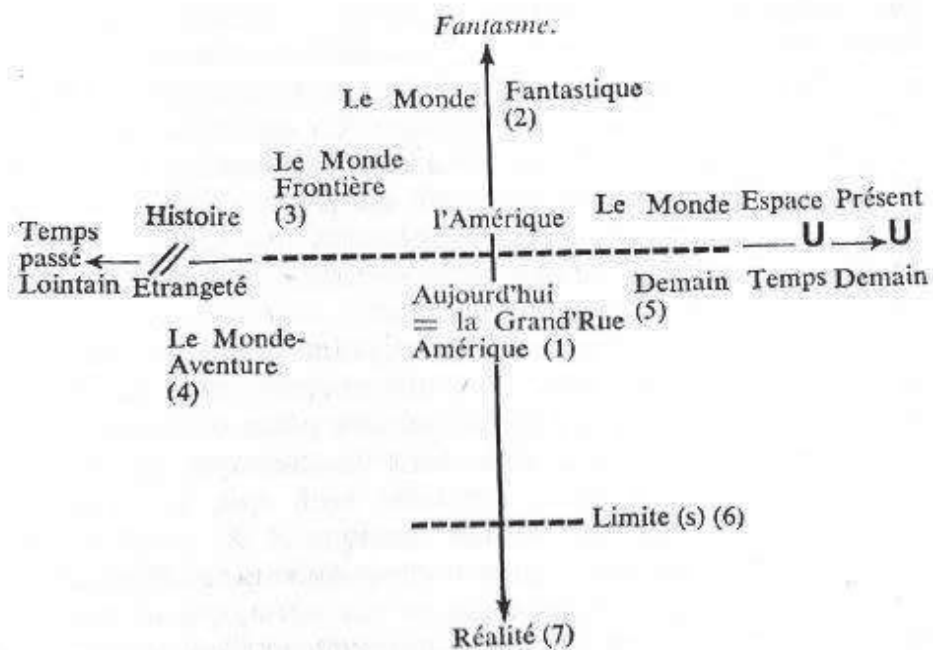 Fantasme.
Le Monde Fantastique
(2)
Le Monde
Frontière
(3)
Histoire
l'Amérique
Le Monde Espace Présent
Temps
passé
Lointain
U U
Etrangeté
Aujourd'hui
= la Grand'Rue
Amérique (1)
Demain Temps Demain
(5)
Le Monde-
Aventure
(4)
Limite (s) (6)
Réalité (7)